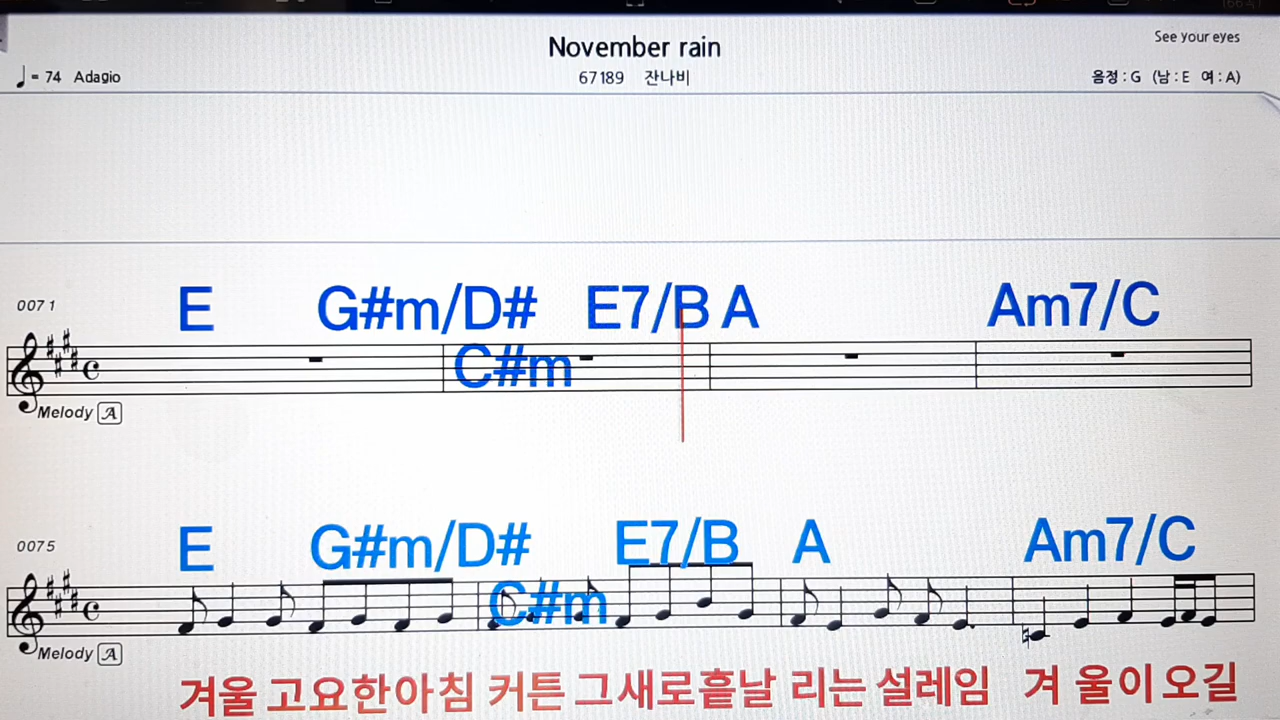 November rain
See your eyes
♩= 74 Adagio
67189 잔나비
음정 : G (남 : E 여 : A)
E G#m/D# E7/B A Am7/C
0071
C#m
Melody A
E G#m/D# E7/B A Am7/C
0075
C#m
Melody A
겨울 고요한아침 커튼 그새로흩날 리는 설레임 겨 울이 오길